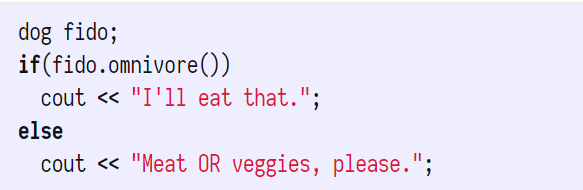 dog fido;
if(fido.omnivore())
  cout << "I'll eat that.";
else
  cout << "Meat OR veggies, please.";